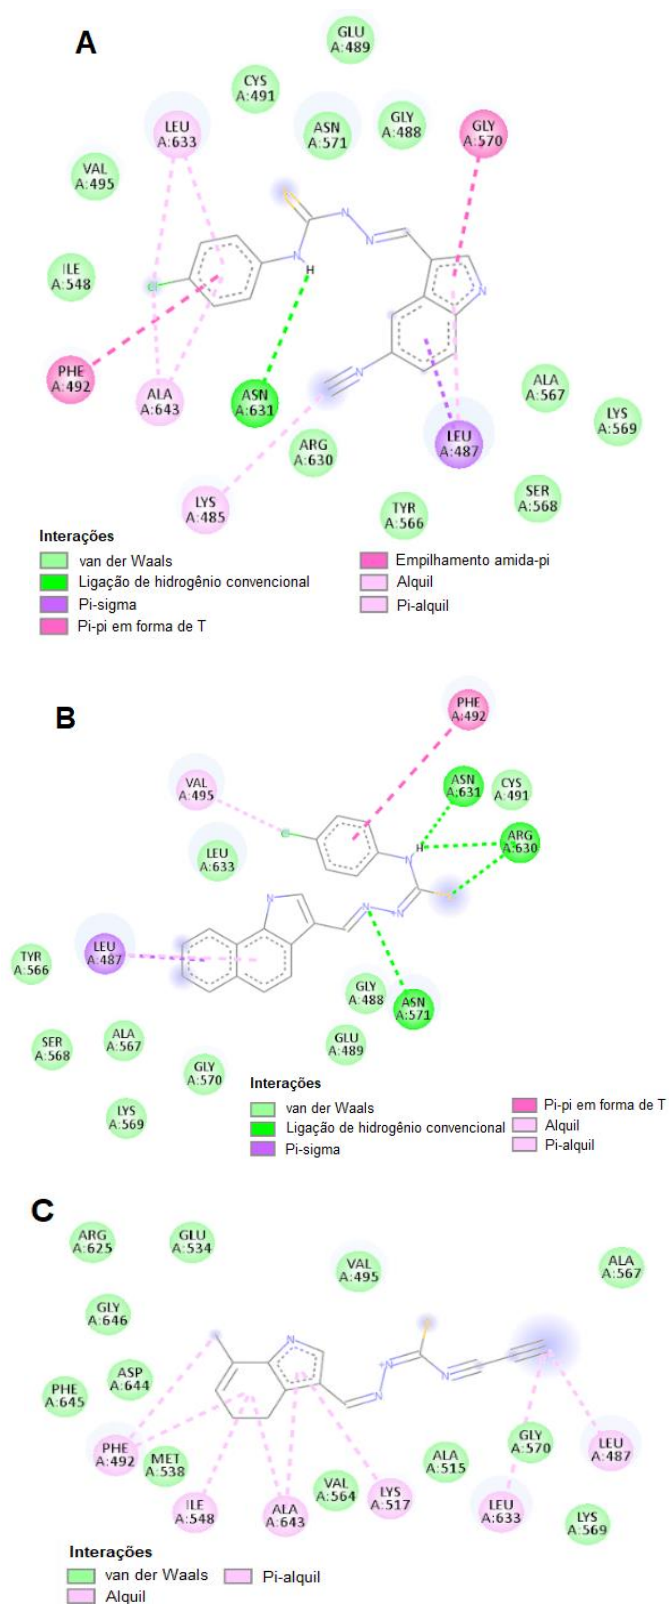 A
GLU
A:489
CYS
A:491
LEU
A:633
ASN
A:571
GLY
A:488
GLY
A:570
VAL
A:495
ILE
A:548
Cl
N
N
N
H
N
N
PHE
A:492
ALA
A:643
ASN
A:631
ARG
A:630
LEU
A:487
ALA
A:567
LYS
A:569
LYS
A:485
TYR
A:566
SER
A:568
Interações
van der Waals
Ligação de hidrogênio convencional
Pi-sigma
Pi-pi em forma de T
Empilhamento amida-pi
Alquil
Pi-alquil
B
PHE
A:492
VAL
A:495
ASN
A:631
CYS
A:491
ARG
A:630
LEU
A:633
H
N
N
N
N
TYR
A:566
LEU
A:487
GLY
A:488
ASN
A:571
SER
A:568
ALA
A:567
GLU
A:489
GLY
A:570
LYS
A:569
Interações
van der Waals
Ligação de hidrogênio convencional
Pi-sigma
Pi-pi em forma de T
Alquil
Pi-alquil
C
ARG
A:625
GLU
A:534
VAL
A:495
ALA
A:567
GLY
A:646
ASP
A:644
PHE
A:645
N
N
N
N
PHE
A:492
MET
A:538
ILE
A:548
ALA
A:643
VAL
A:564
LYS
A:517
ALA
A:515
GLY
A:570
LEU
A:487
LEU
A:633
LYS
A:569
Interações
van der Waals
Alquil
Pi-alquil